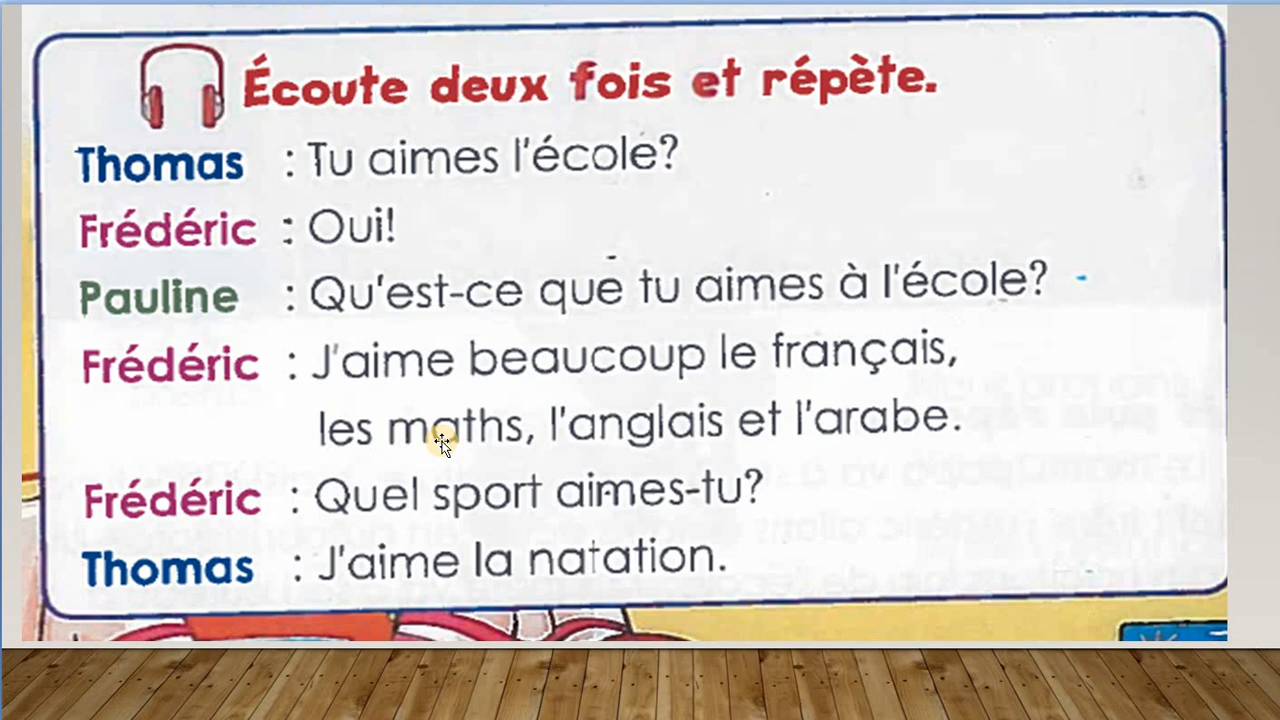 Écoute deux fois et répète.
Thomas : Tu aimes l'école?
Frédéric : Oui!
Pauline : Qu'est-ce que tu aimes à l'école?
Frédéric : J'aime beaucoup le français,
les maths, l'anglais et l'arabe.
Frédéric : Quel sport aimes-tu?
Thomas : J'aime la natation.